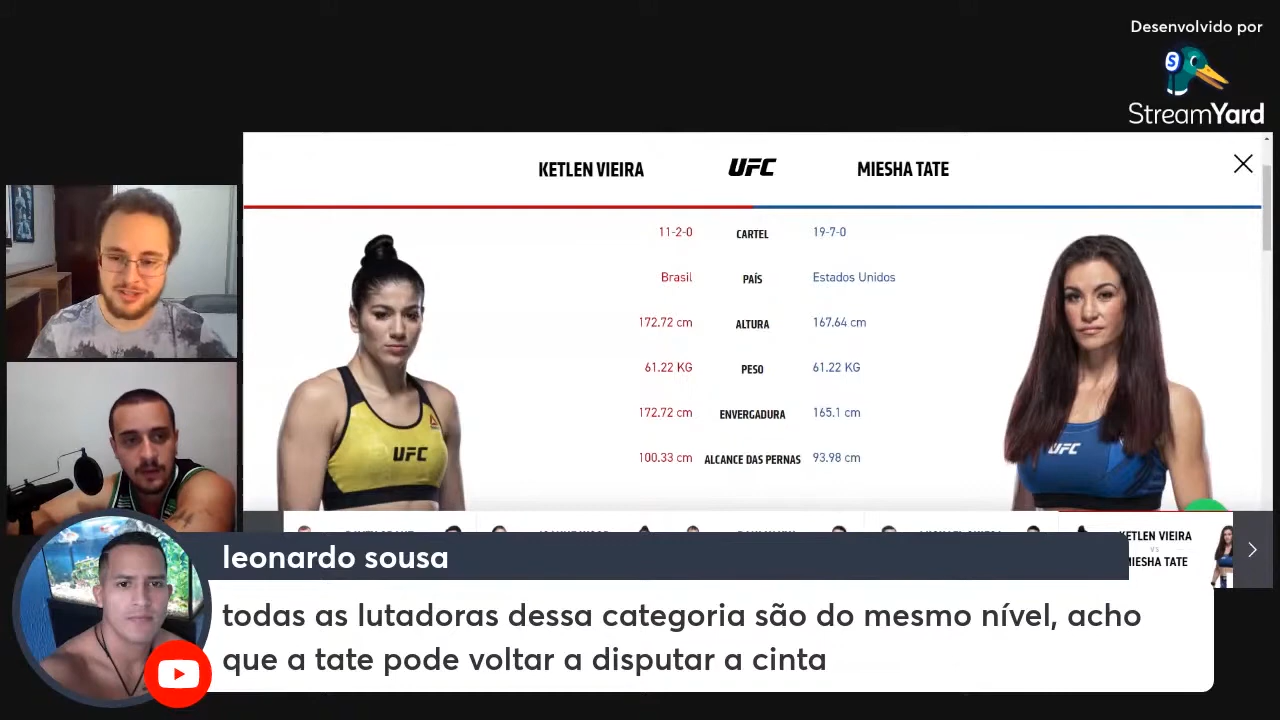 Desenvolvido por
StreamYard
KETLEN VIEIRA
UFC
MIESHA TATE
11-2-0 CARTEL 19-7-0
Brasil PAÍS Estados Unidos
172.72 cm ALTURA 167.64 cm
61.22 KG PESO 61.22 KG
172.72 cm ENVERGADURA 165.1 cm
100.33 cm ALCANCE DAS PERNAS 93.98 cm
UFC
UFC
KETLEN VIEIRA
VS
MIESHA TATE
leonardo sousa
todas as lutadoras dessa categoria são do mesmo nível, acho
que a tate pode voltar a disputar a cinta